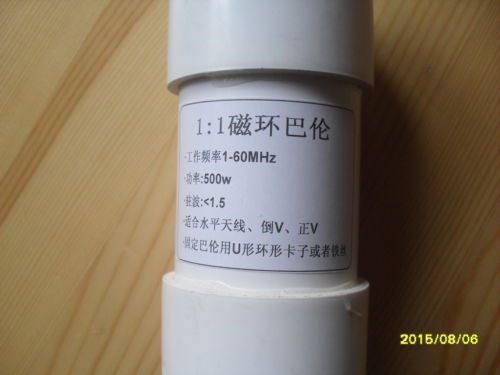 1:1磁环巴伦
·工作频率1-60MHz
·功率:500w
·驻波:<1.5
·适合水平天线、倒V、正V
·固定巴伦用U形环形卡子或者铁丝
2015/08/06